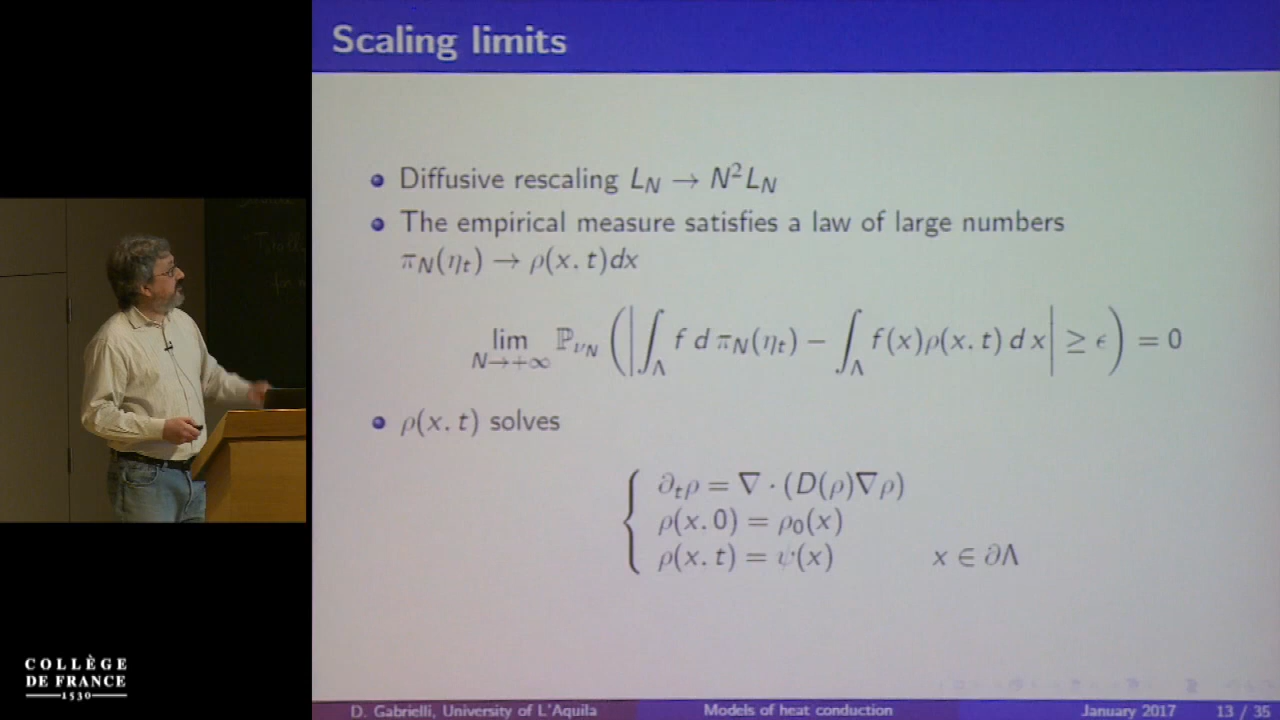 Scaling limits
Diffusive rescaling L_N → N²L_N
The empirical measure satisfies a law of large numbers
π_N(η_t) → ρ(x, t)dx
lim_{N→+∞} ℙ_{ν_N} ( | ∫_Λ f d π_N(η_t) − ∫_Λ f(x)ρ(x, t) d x | ≥ ϵ ) = 0
ρ(x, t) solves
∂_tρ = ∇ · (D(ρ)∇ρ)
ρ(x, 0) = ρ_0(x)
ρ(x, t) = ψ(x) x ∈ ∂Λ
COLLÈGE
DE FRANCE
1530
D. Gabrielli, University of L'Aquila Models of heat conduction January 2017 13 / 35